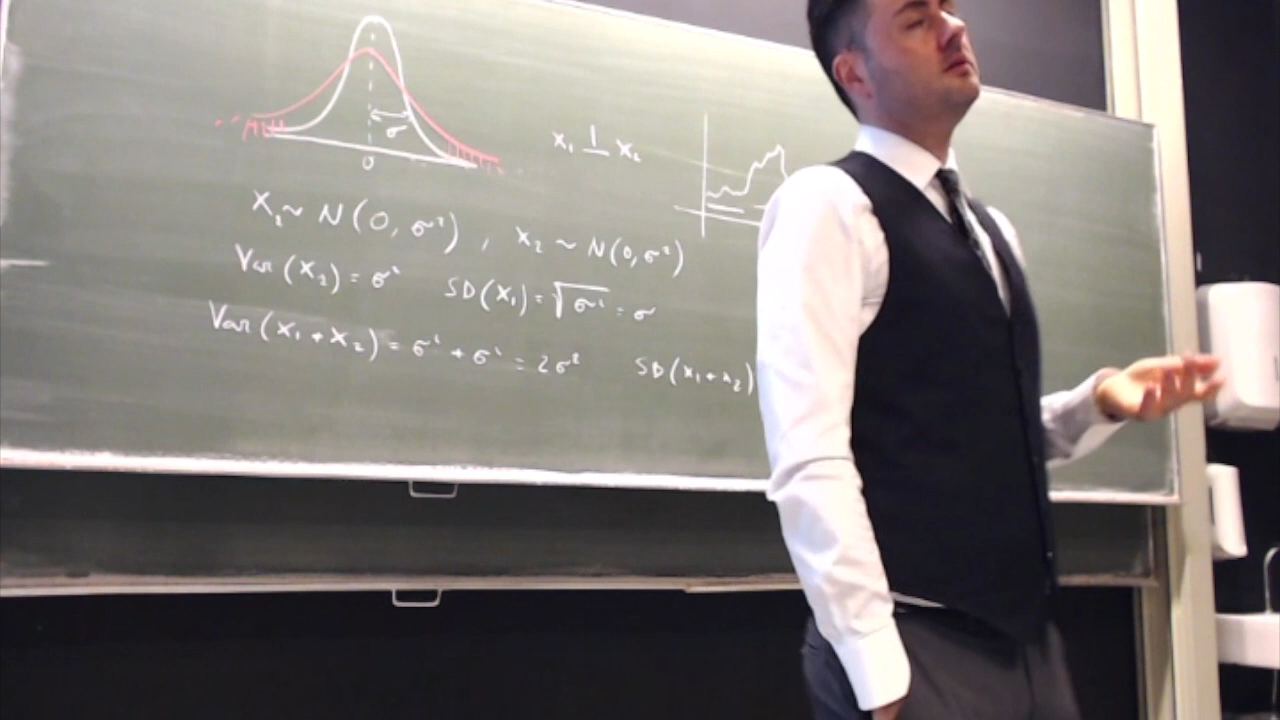 σ
0
X₁ ⊥ X₂
X₁ ~ N(0, σ²) , X₂ ~ N(0, σ²)
Var(X₂) = σ² SD(X₁) = √σ² = σ
Var(X₁ + X₂) = σ² + σ² = 2σ² SD(X₁ + X₂)